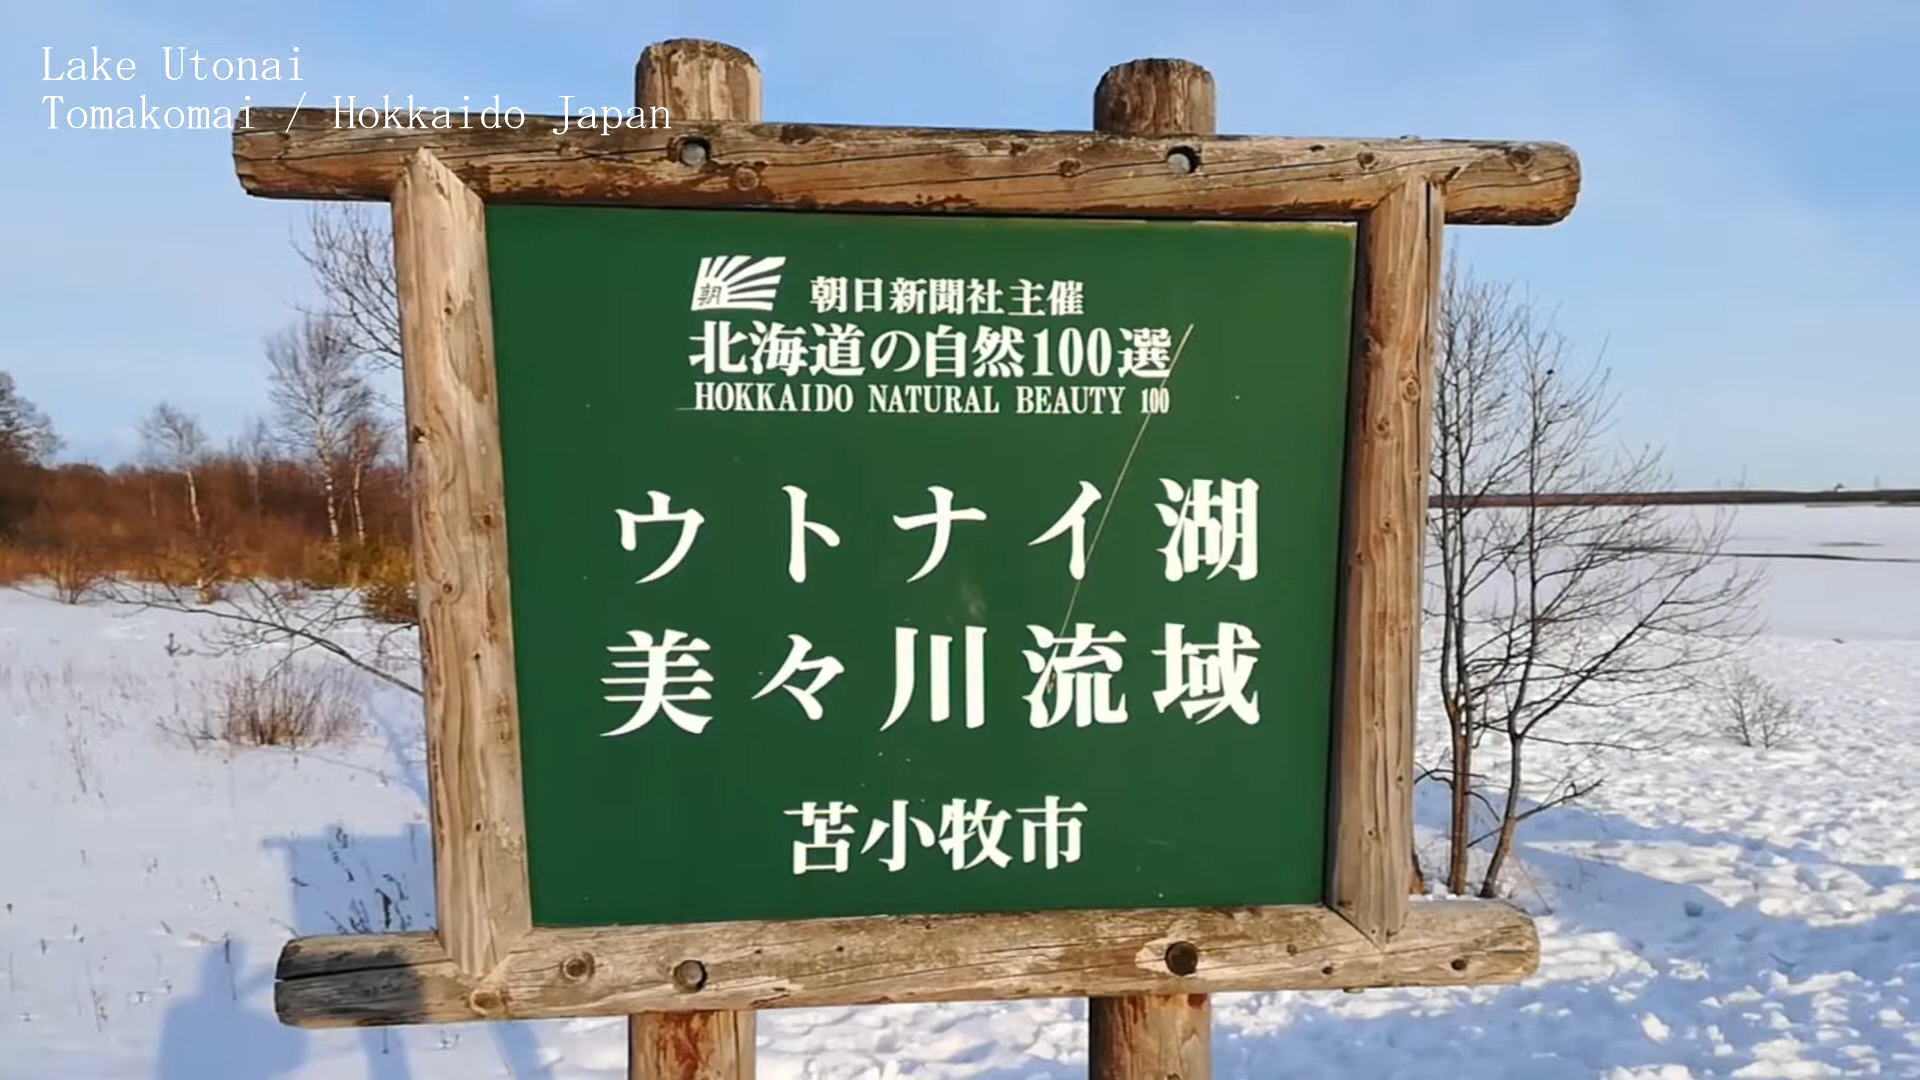 Lake Utonai
Tomakomai / Hokkaido Japan
朝
朝日新聞社主催
北海道の自然100選
HOKKAIDO NATURAL BEAUTY 100
ウトナイ湖
美々川流域
苫小牧市